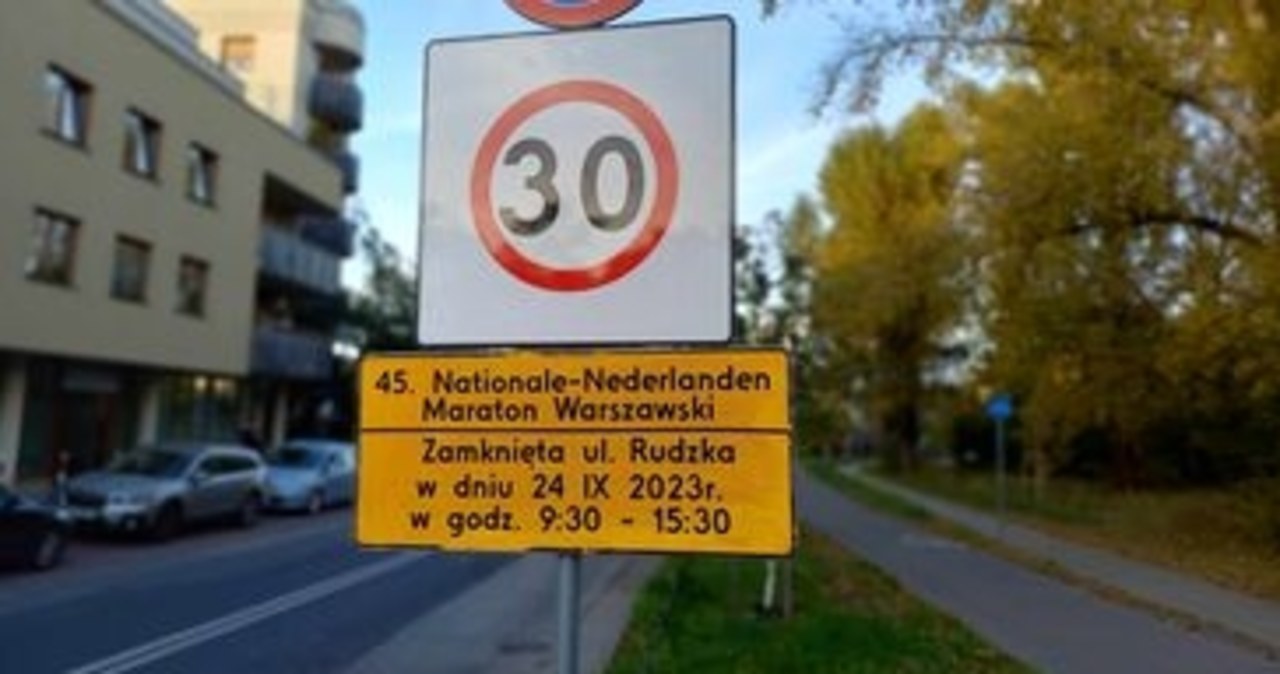 30
45. Nationale-Nederlanden
Maraton Warszawski
Zamknięta ul. Rudzka
w dniu 24 IX 2023r.
w godz. 9:30 - 15:30